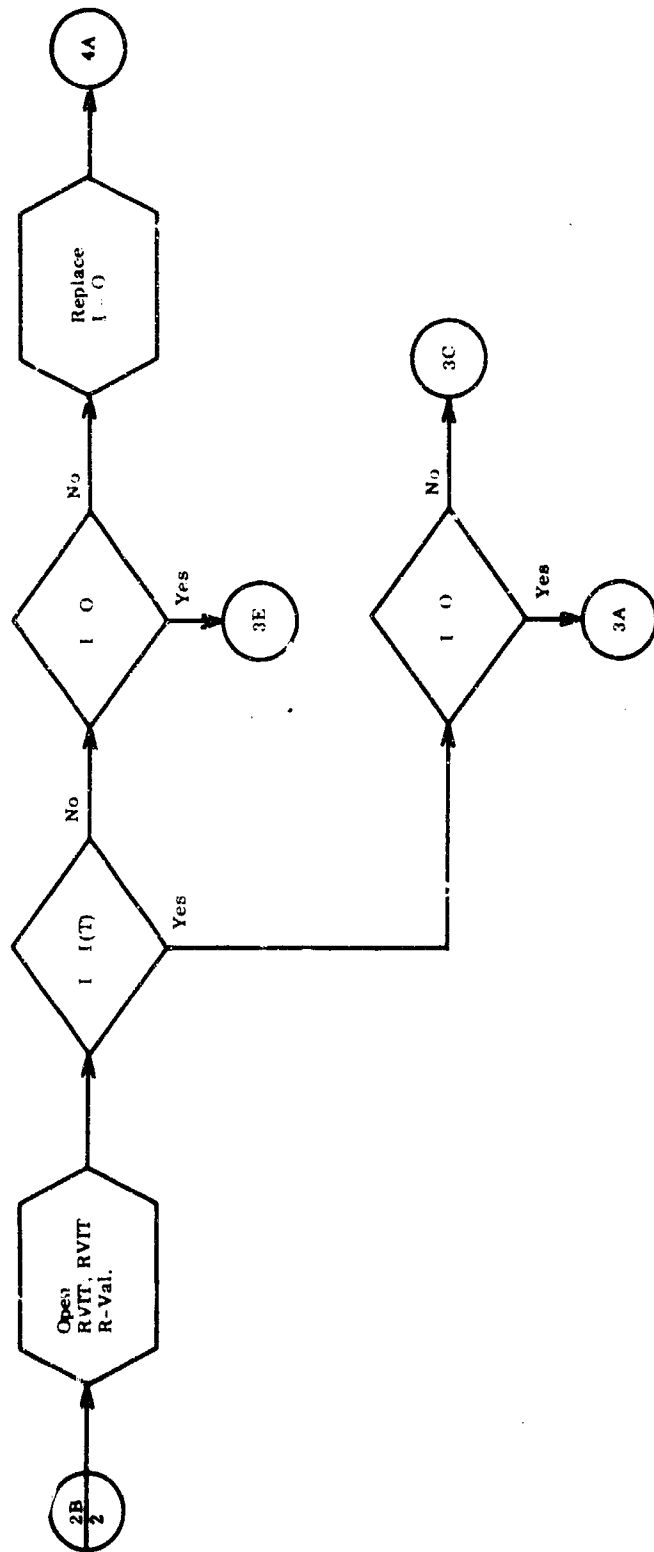 2B
2
Open
RVIT, RVIT
R-Val.
I I(T)
No
Yes
I O
No
Yes
3E
Replace
I O
4A
I O
No
Yes
3C
3A